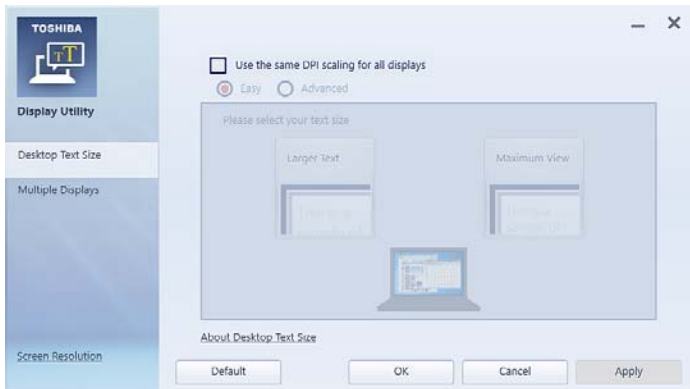 TOSHIBA
TT
Display Utility
Desktop Text Size
Multiple Displays
Screen Resolution
Use the same DPI scaling for all displays
Easy
Advanced
Please select your text size
Larger Text
Maximum View
About Desktop Text Size
Default
OK
Cancel
Apply